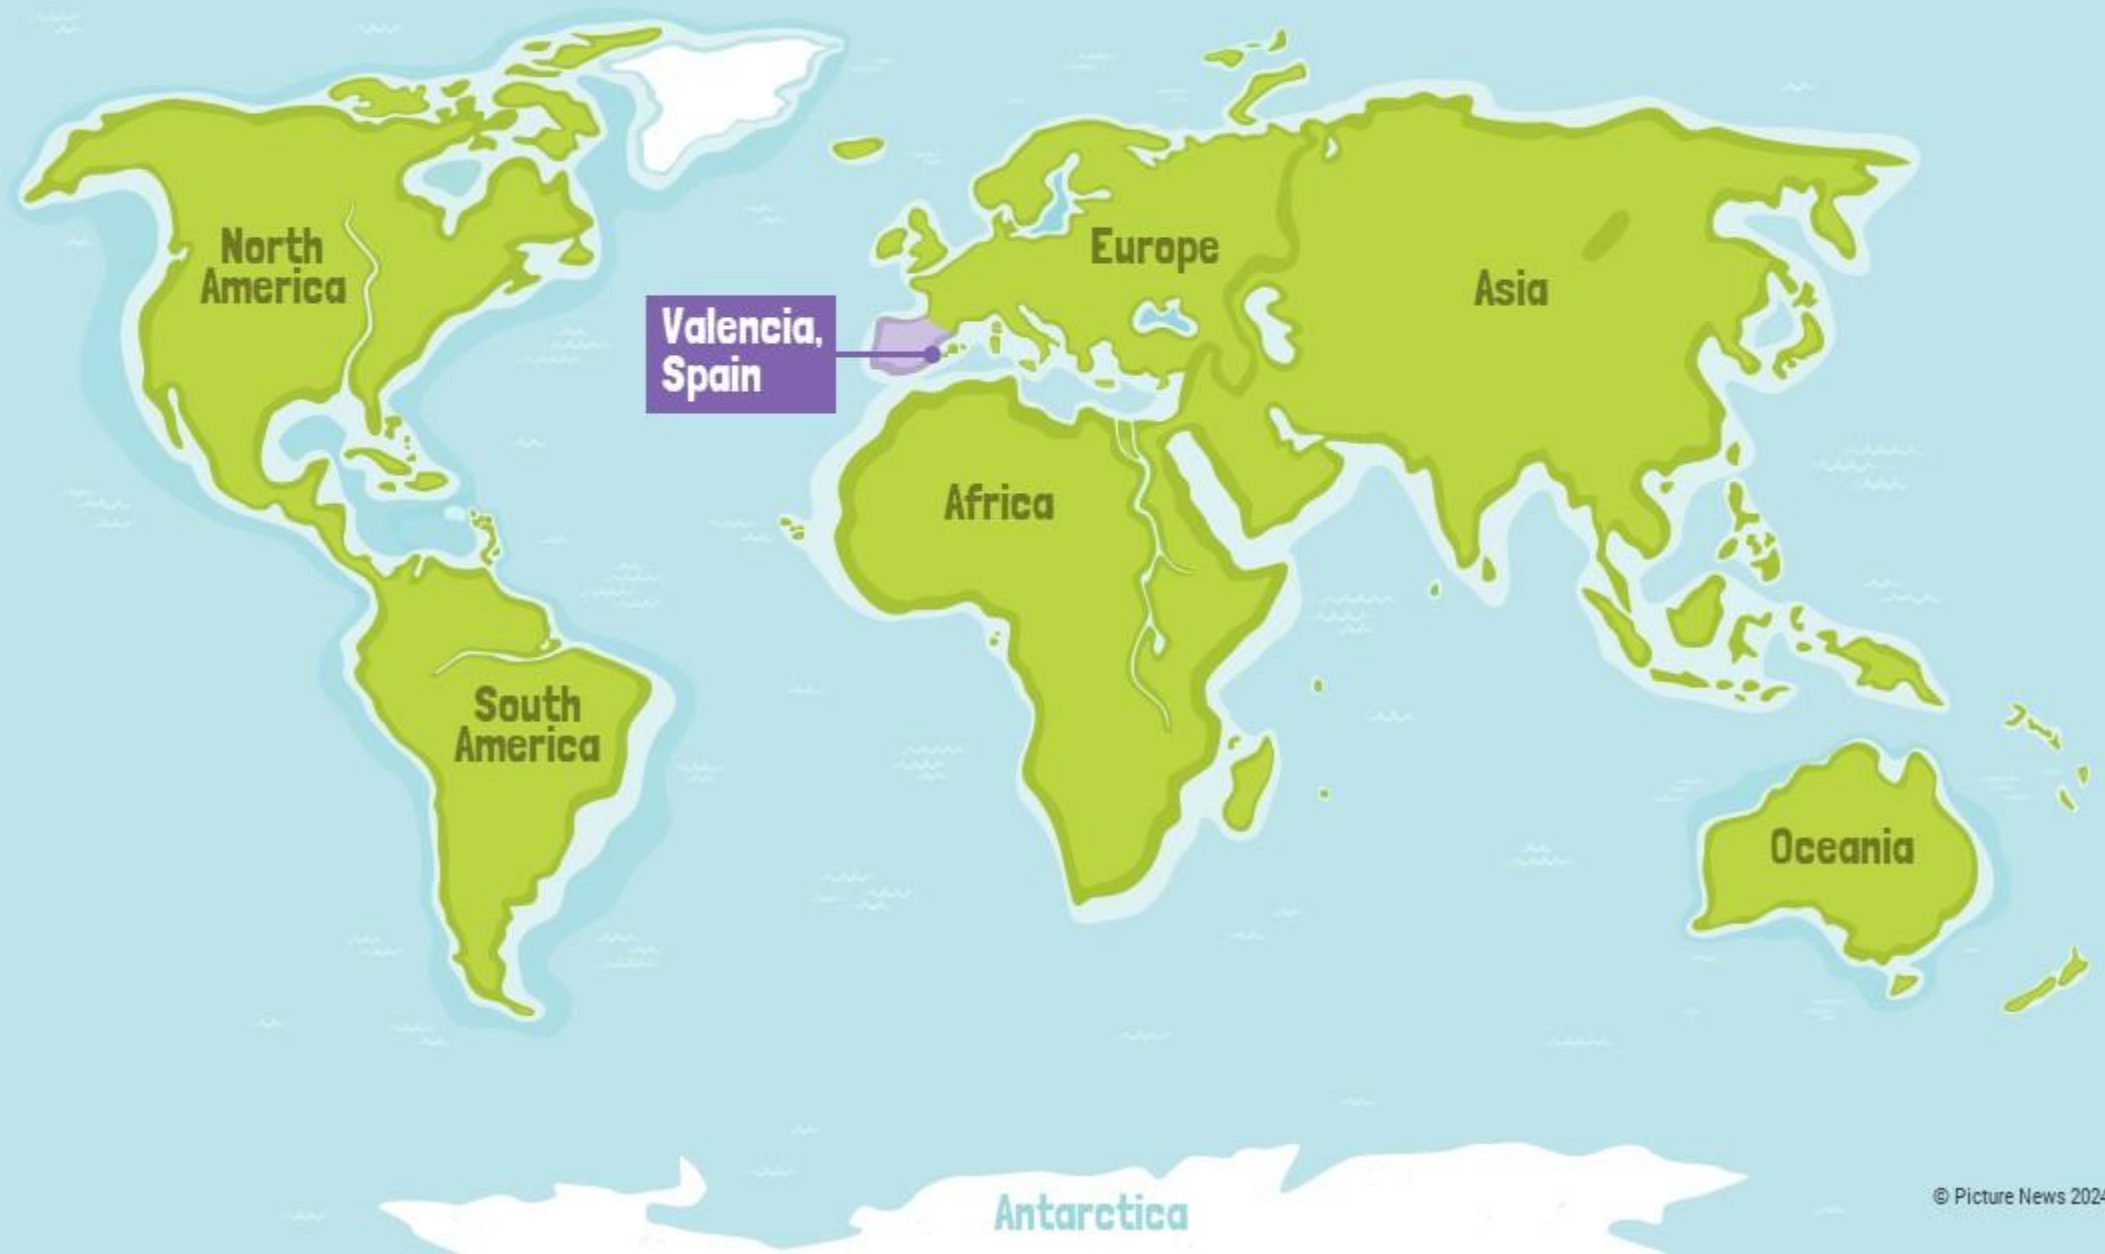 North
America
Europe
Asia
Valencia,
Spain
Africa
South
America
Oceania
Antarctica
© Picture News 2024